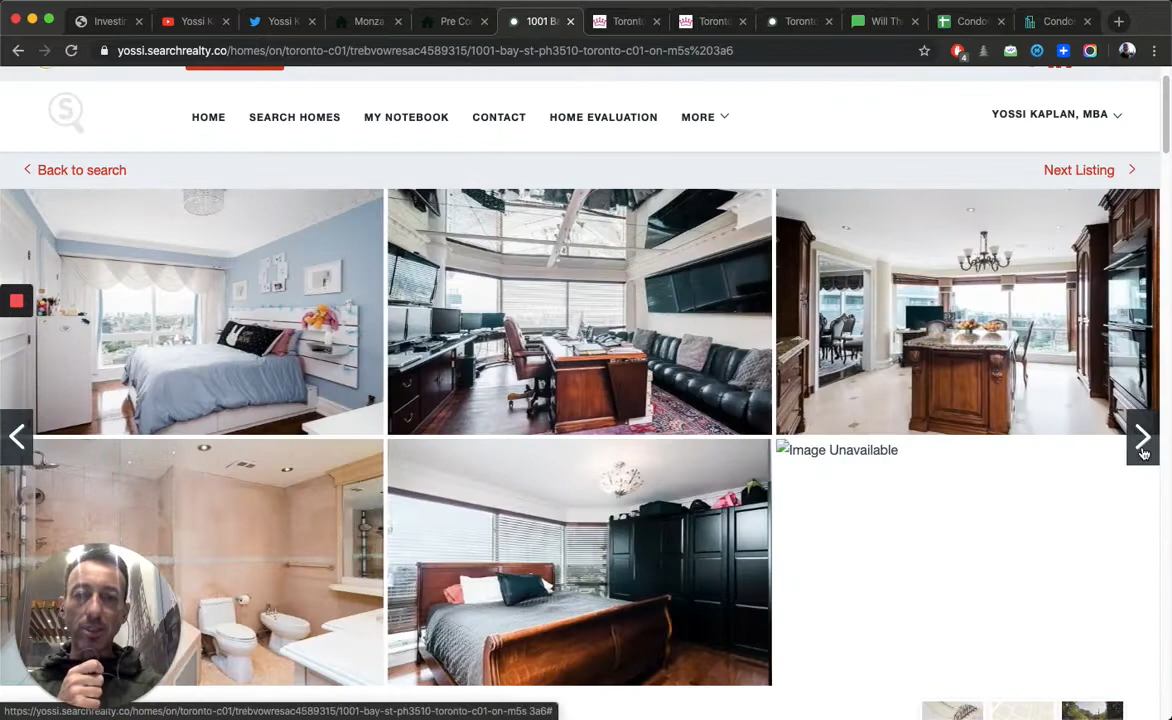 Investi
Yossi K
Yossi K
Monza
Pre Co
1001 B
Toront
Toront
Toront
Will Th
Condo
Condo
yossi.searchrealty.co/homes/on/toronto-c01/trebvowresac4589315/1001-bay-st-ph3510-toronto-c01-on-m5s%203a6
4
S
HOME
SEARCH HOMES
MY NOTEBOOK
CONTACT
HOME EVALUATION
MORE
YOSSI KAPLAN, MBA
Back to search
Next Listing
Image Unavailable
https://yossi.searchrealty.co/homes/on/toronto-c01/trebvowresac4589315/1001-bay-st-ph3510-toronto-c01-on-m5s 3a6#